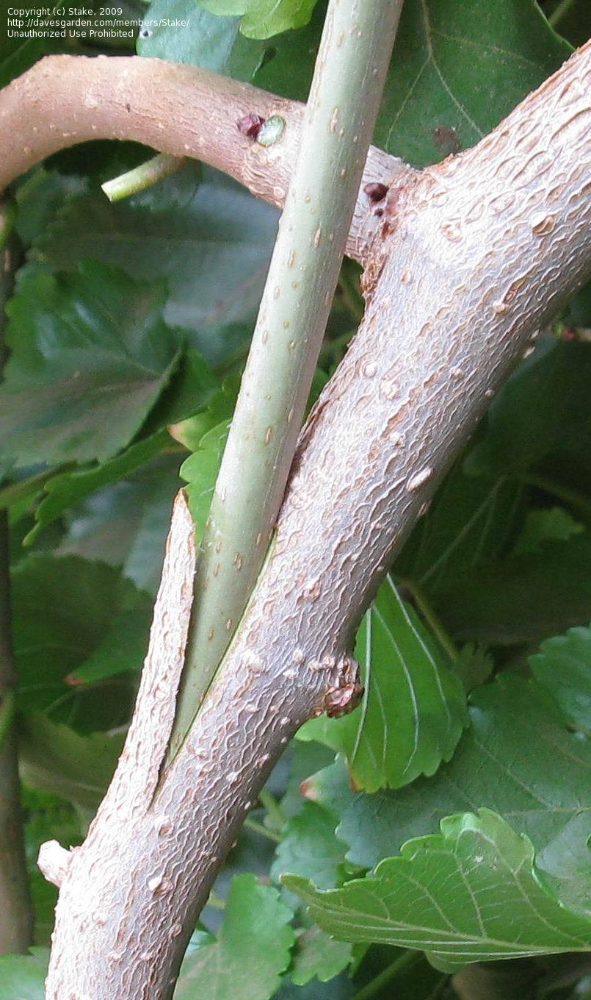 Copyright (c) Stake, 2009
http://davesgarden.com/members/Stake/
Unauthorized Use Prohibited